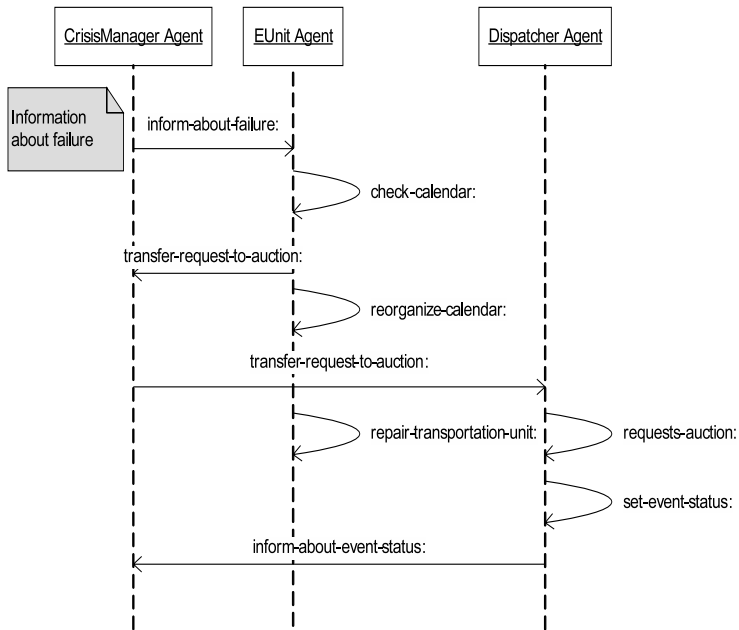 CrisisManager Agent
EUnit Agent
Dispatcher Agent
Information
about failure
inform-about-failure:
check-calendar:
transfer-request-to-auction:
reorganize-calendar:
transfer-request-to-auction:
repair-transportation-unit:
requests-auction:
set-event-status:
inform-about-event-status: